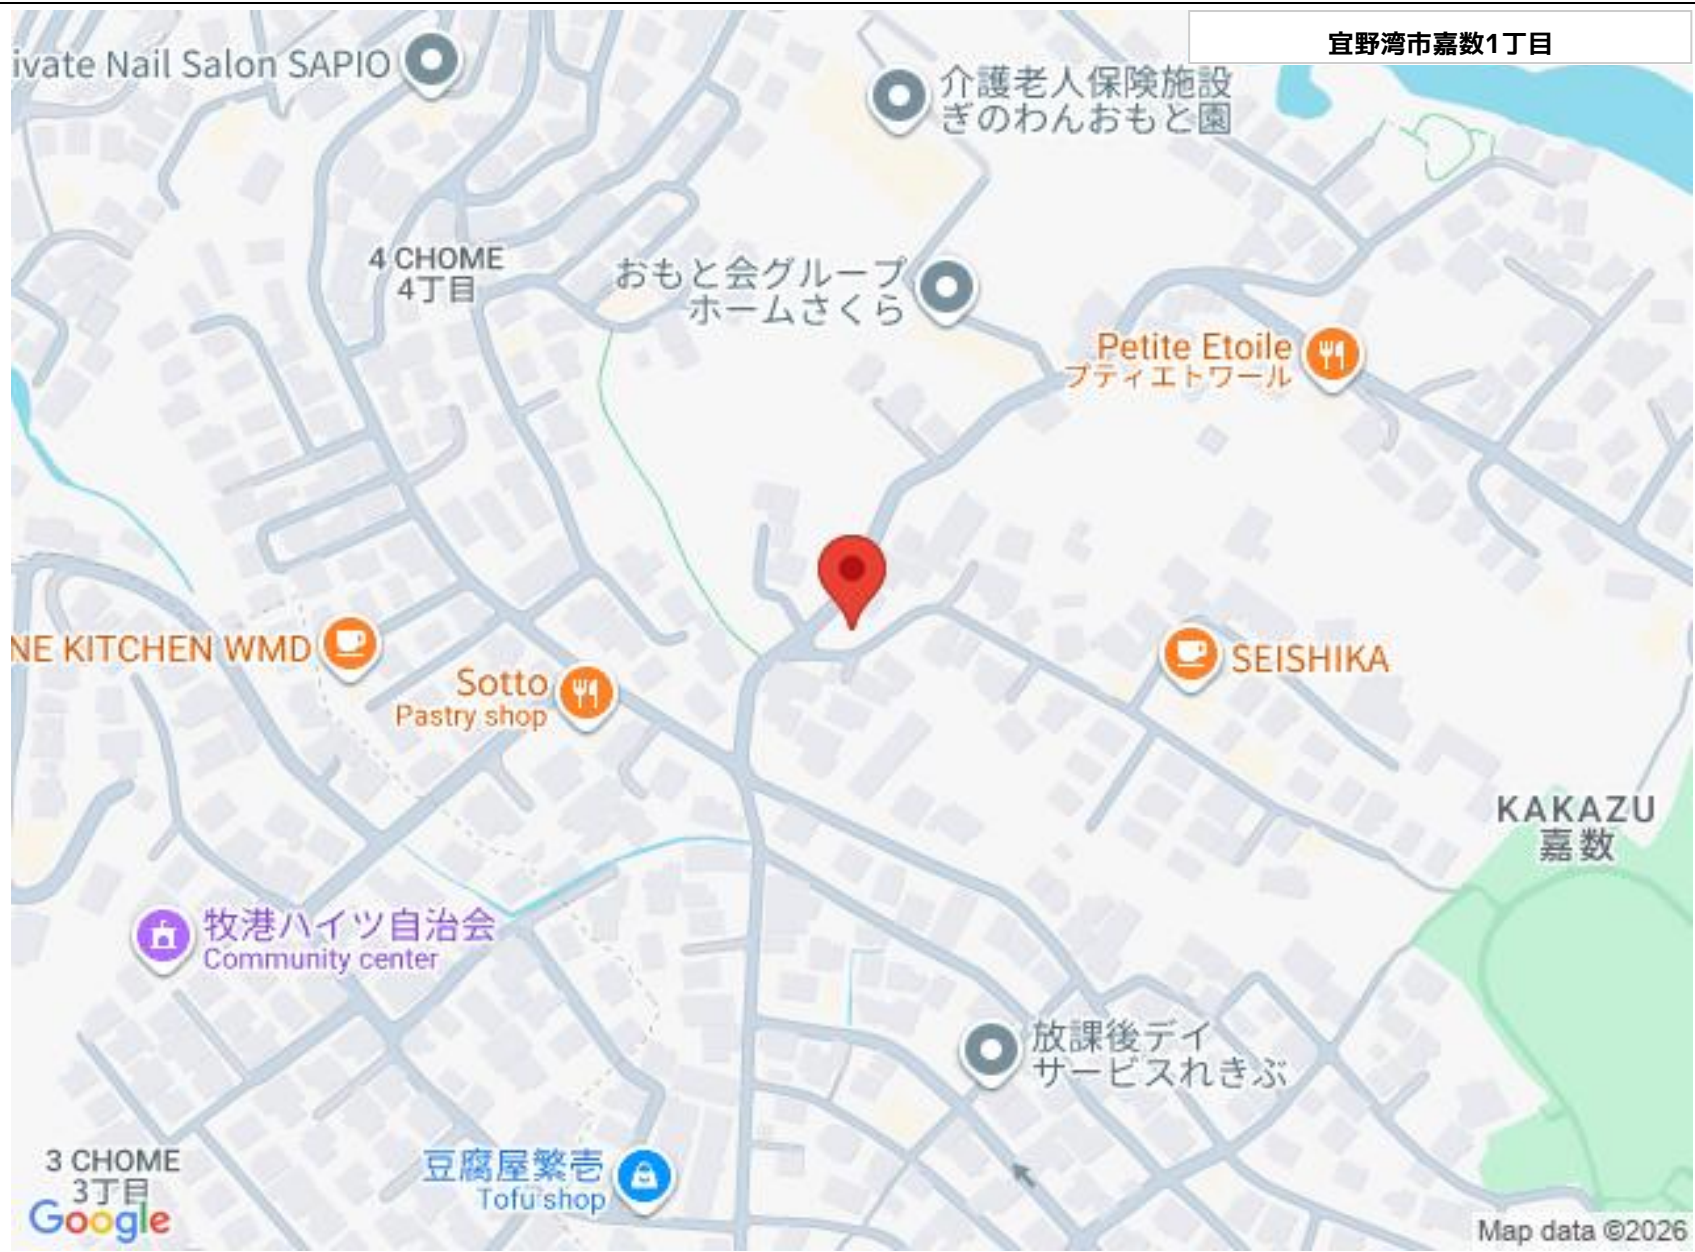 宜野湾市嘉数1丁目
ivate Nail Salon SAPIO
介護老人保険施設
ぎのわんおもと園
4 CHOME
4丁目
おもと会グループ
ホームさくら
Petite Etoile
プティエトワール
NE KITCHEN WMD
Sotto
Pastry shop
SEISHIKA
KAKAZU
嘉数
牧港ハイツ自治会
Community center
放課後デイ
サービスれきぶ
3 CHOME
3丁目
豆腐屋繁壱
Tofu shop
Google
Map data ©2026